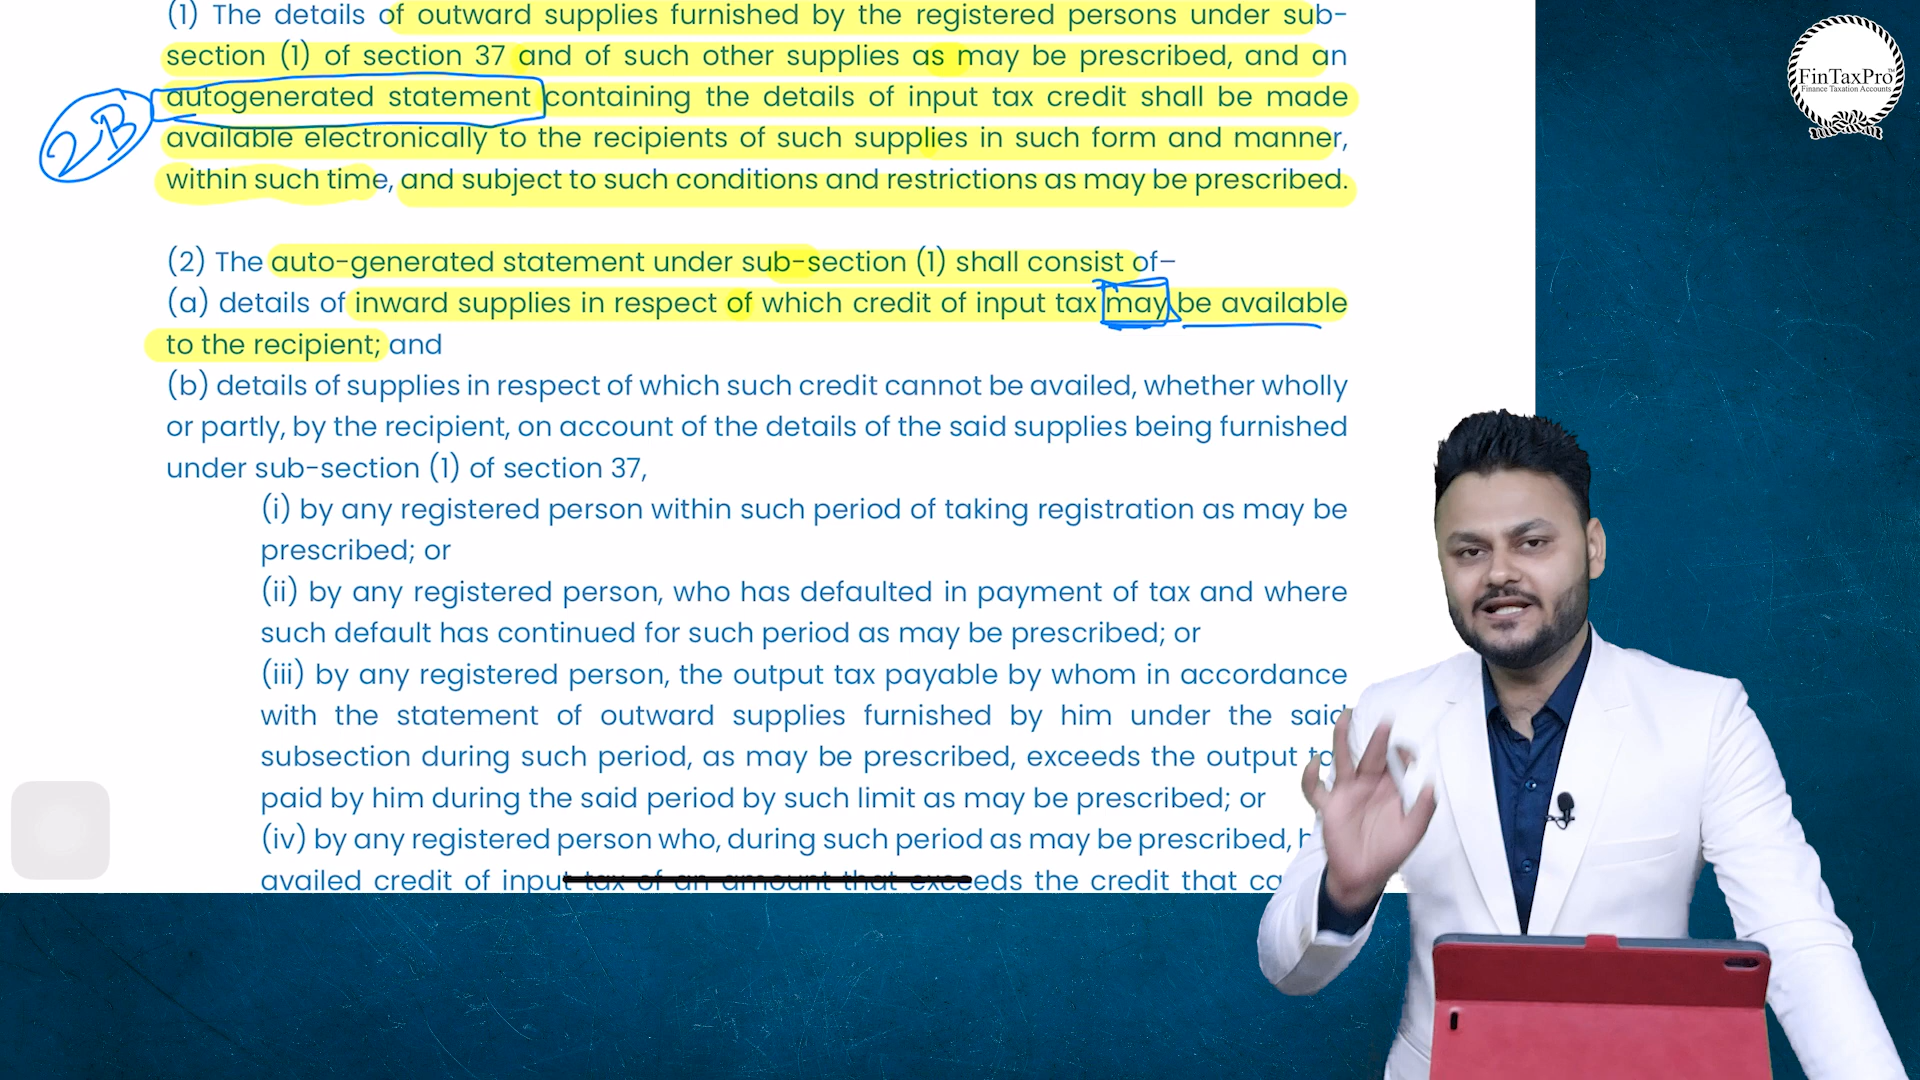 (1) The details of outward supplies furnished by the registered persons under sub-
section (1) of section 37 and of such other supplies as may be prescribed, and an
autogenerated statement containing the details of input tax credit shall be made
available electronically to the recipients of such supplies in such form and manner,
within such time, and subject to such conditions and restrictions as may be prescribed.
2B
(2) The auto-generated statement under sub-section (1) shall consist of–
(a) details of inward supplies in respect of which credit of input tax may be available
to the recipient; and
(b) details of supplies in respect of which such credit cannot be availed, whether wholly
or partly, by the recipient, on account of the details of the said supplies being furnished
under sub-section (1) of section 37,
(i) by any registered person within such period of taking registration as may be
prescribed; or
(ii) by any registered person, who has defaulted in payment of tax and where
such default has continued for such period as may be prescribed; or
(iii) by any registered person, the output tax payable by whom in accordance
with the statement of outward supplies furnished by him under the said
subsection during such period, as may be prescribed, exceeds the output
paid by him during the said period by such limit as may be prescribed; or
(iv) by any registered person who, during such period as may be prescribed,
availed credit of input tax of an amount that exceeds the credit that
FinTaxPro
Finance Taxation Accounts